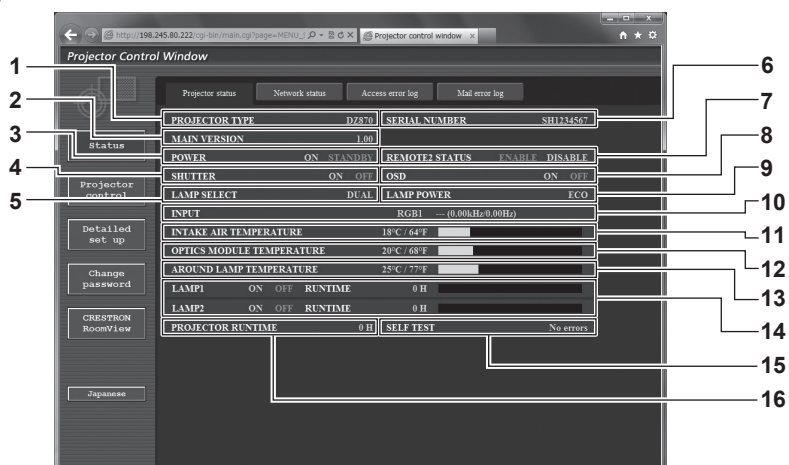 http://198.245.80.222/cgi-bin/main.cgi?page=MENU_
Projector control window
Projector Control Window
Projector status Network status Access error log Mail error log
Status
Projector control
Detailed set up
Change password
CRESTRON RoomView
Japanese
PROJECTOR TYPE DZ870 SERIAL NUMBER SH1234567
MAIN VERSION 1.00
POWER ON STANDBY REMOTE2 STATUS ENABLE DISABLE
SHUTTER ON OFF OSD ON OFF
LAMP SELECT DUAL LAMP POWER ECO
INPUT RGB1 --- (0.00kHz/0.00Hz)
INTAKE AIR TEMPERATURE 18°C / 64°F
OPTICS MODULE TEMPERATURE 20°C / 68°F
AROUND LAMP TEMPERATURE 25°C / 77°F
LAMP1 ON OFF RUNTIME 0 H
LAMP2 ON OFF RUNTIME 0 H
PROJECTOR RUNTIME 0 H SELF TEST No errors
1
2
3
4
5
6
7
8
9
10
11
12
13
14
15
16